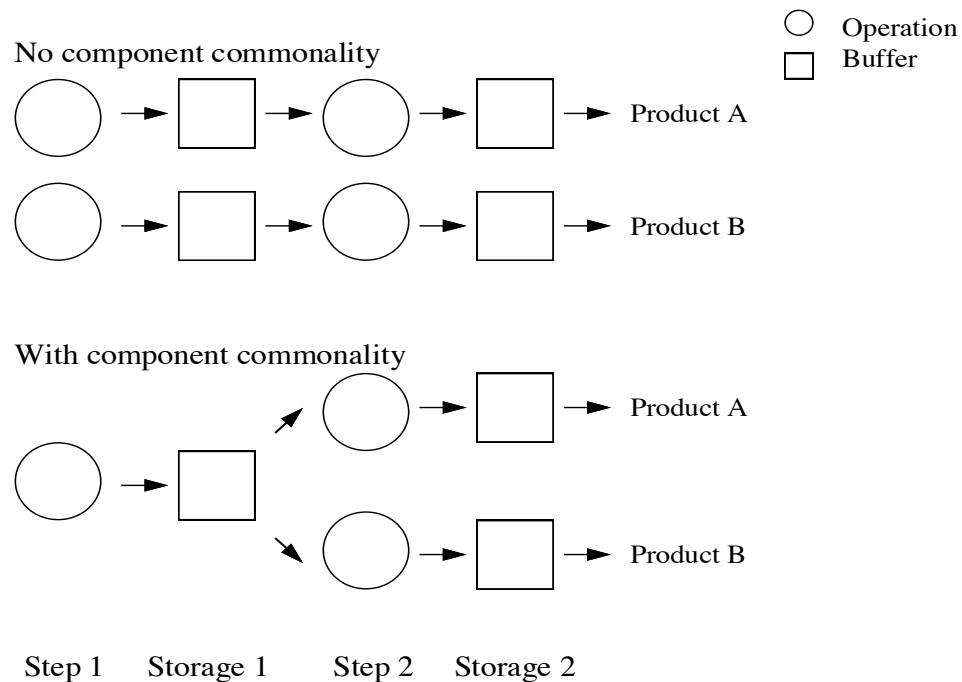 Operation
Buffer
No component commonality
Product A
Product B
With component commonality
Product A
Product B
Step 1 Storage 1 Step 2 Storage 2